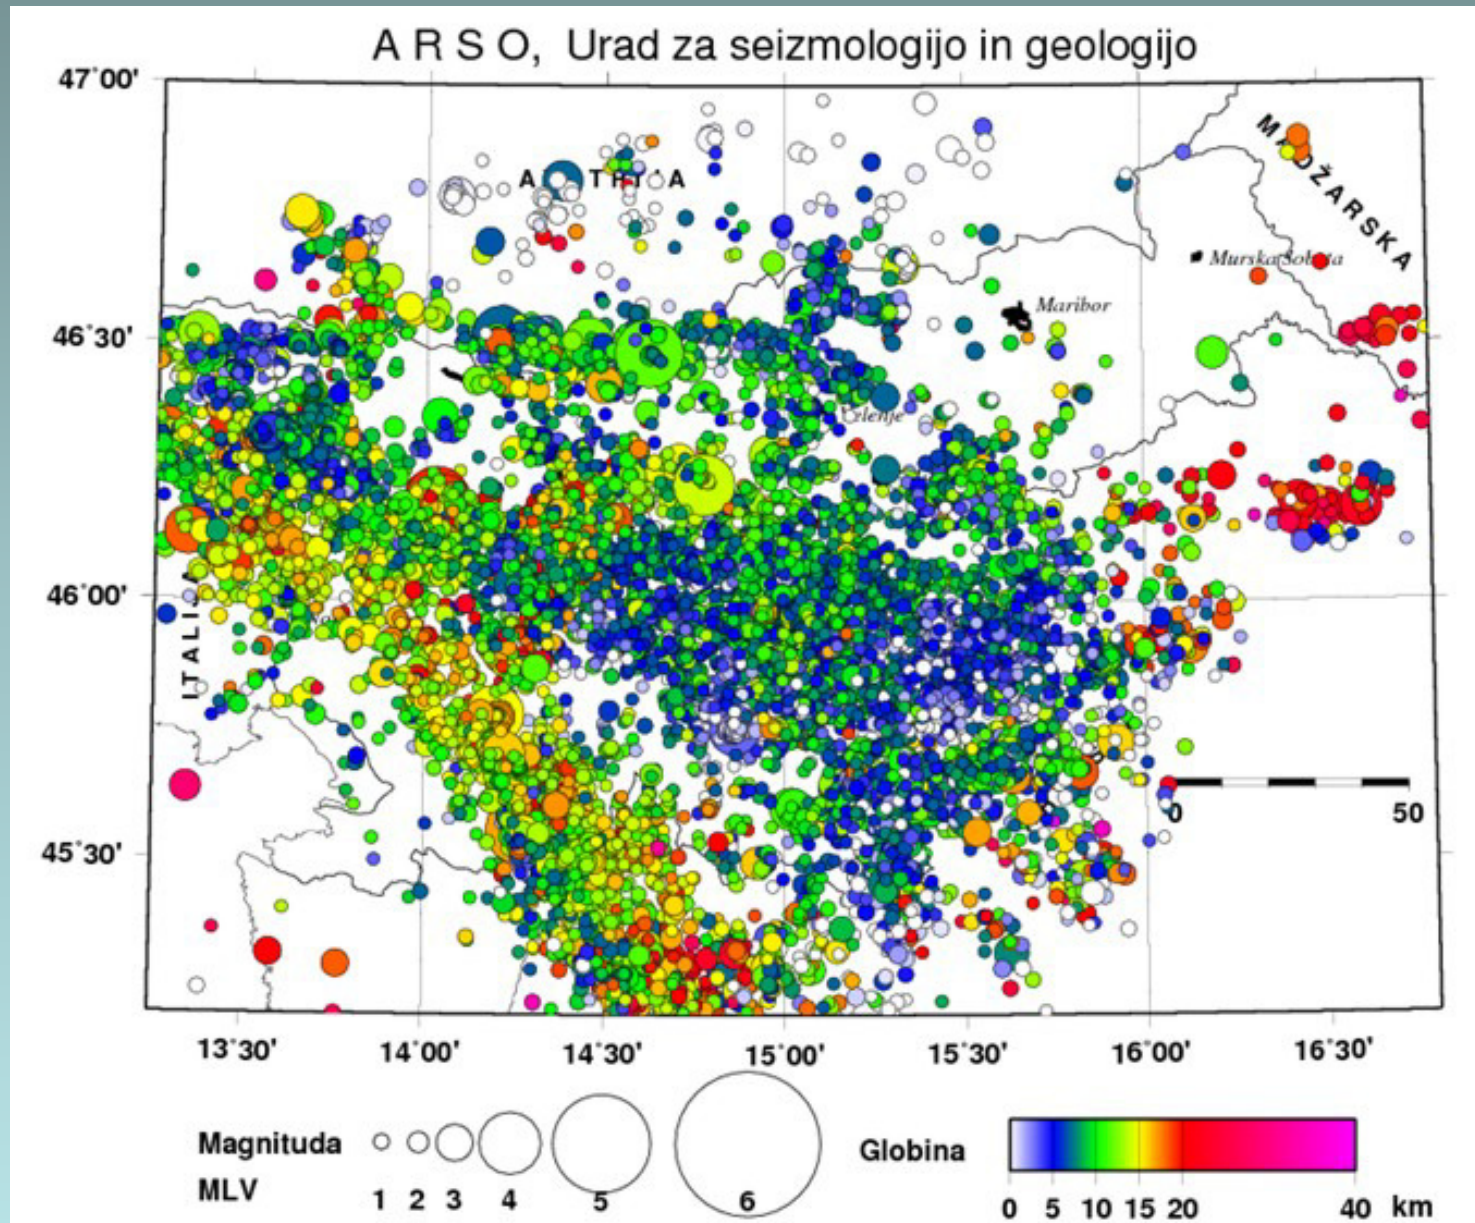 A R S O, Urad za seizmologijo in geologijo
47°00'
46°30'
46°00'
45°30'
MADŽARSKA
Murska Sobota
Maribor
ITALIJA
0 50
13°30' 14°00' 14°30' 15°00' 15°30' 16°00' 16°30'
Magnituda
MLV 1 2 3 4 5 6
Globina
0 5 10 15 20 40 km